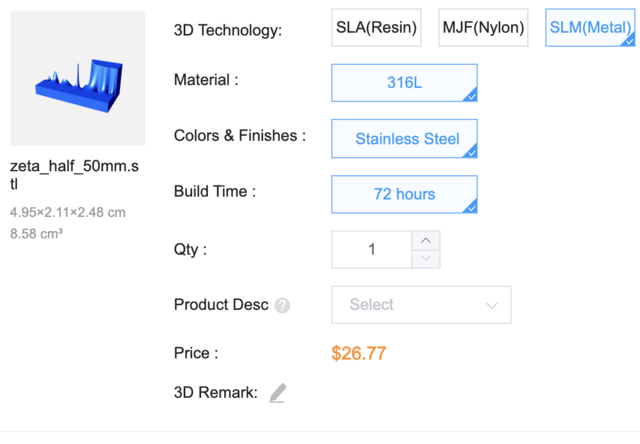 3D Technology:
SLA(Resin)
MJF(Nylon)
SLM(Metal)
zeta_half_50mm.s
tl
4.95×2.11×2.48 cm
8.58 cm³
Material :
316L
Colors & Finishes :
Stainless Steel
Build Time :
72 hours
Qty :
1
Product Desc ?
Select
Price :
$26.77
3D Remark: